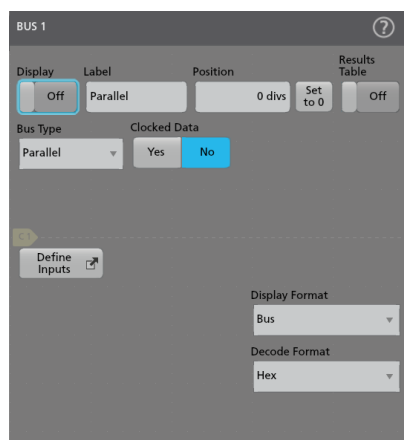 BUS 1
?
Display
Label
Position
Results
Table
Off
Parallel
0 divs
Set
to 0
Off
Bus Type
Clocked Data
Parallel
Yes
No
C1
Define
Inputs
Display Format
Bus
Decode Format
Hex